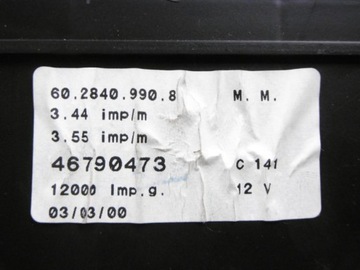 60.2840.990.8 M.M.
3.44 imp/m
3.55 imp/m
46790473 C 141
12000 Imp.g. 12 V
03/03/00